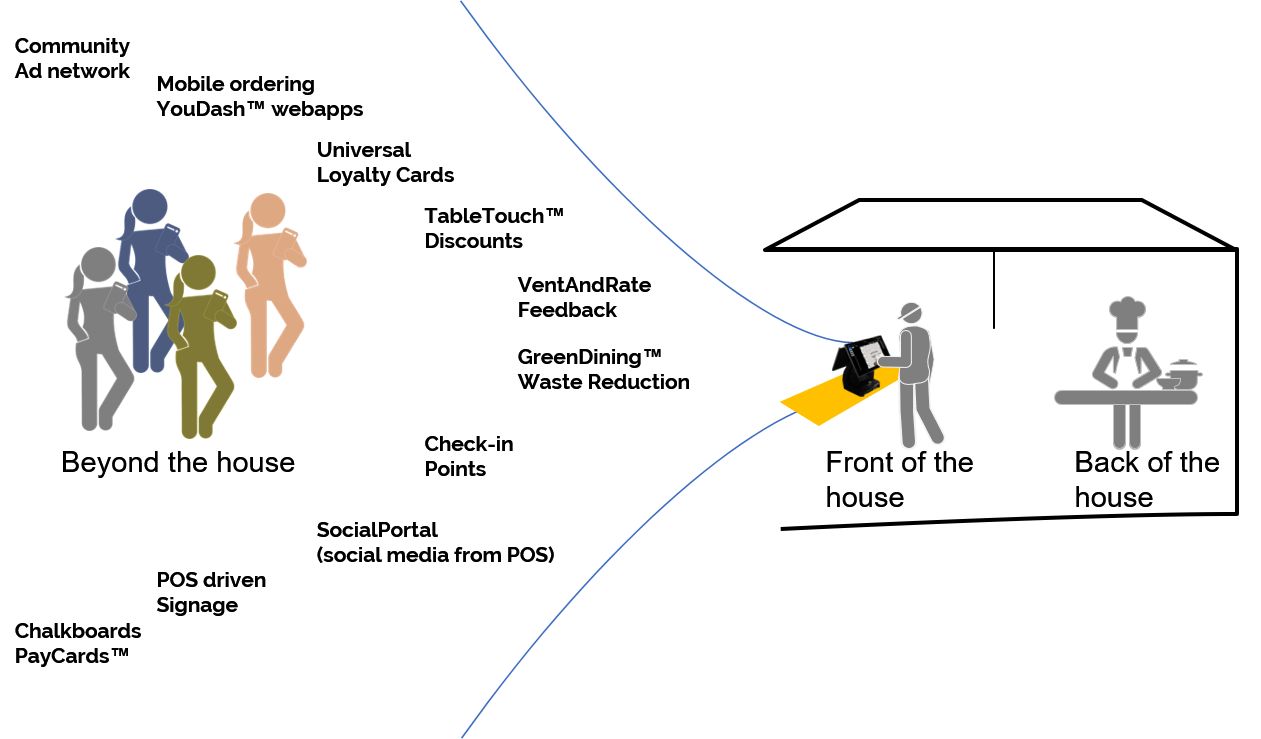 Community
Ad network
Mobile ordering
YouDash™ webapps
Universal
Loyalty Cards
TableTouch™
Discounts
VentAndRate
Feedback
GreenDining™
Waste Reduction
Check-in
Points
Beyond the house
Front of the
house
Back of the
house
SocialPortal
(social media from POS)
POS driven
Signage
Chalkboards
PayCards™